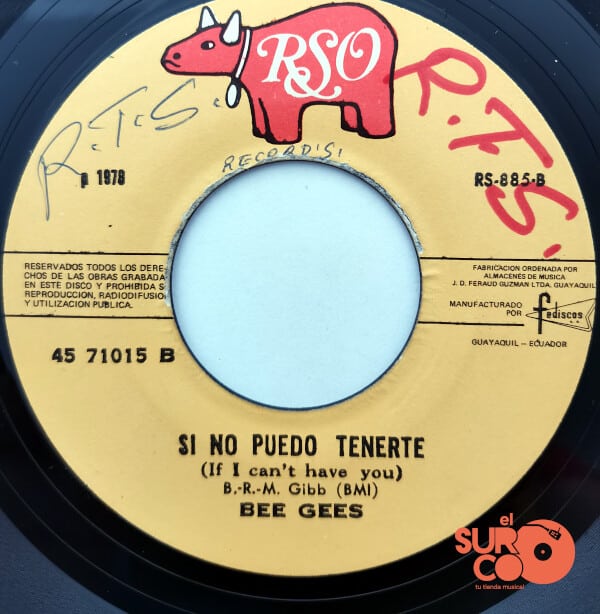 RSO
R.T.S.
R.T.S.
RECORD'S!
p 1978
RS-885-B
RESERVADOS TODOS LOS DERE-
CHOS DE LAS OBRAS GRABADA
EN ESTE DISCO Y PROHIBIDA S
REPRODUCCION, RADIODIFUSIO
Y UTILIZACION PUBLICA.
FABRICACION ORDENADA POR
ALMACENES DE MUSICA
J. D. FERAUD GUZMAN LTDA. GUAYAQUIL
MANUFACTURADO
POR
fediscos
GUAYAQUIL – ECUADOR
45 71015 B
SI NO PUEDO TENERTE
(If I can't have you)
B.-R.-M. Gibb (BMI)
BEE GEES
el
SUR
CO
tu tienda musical